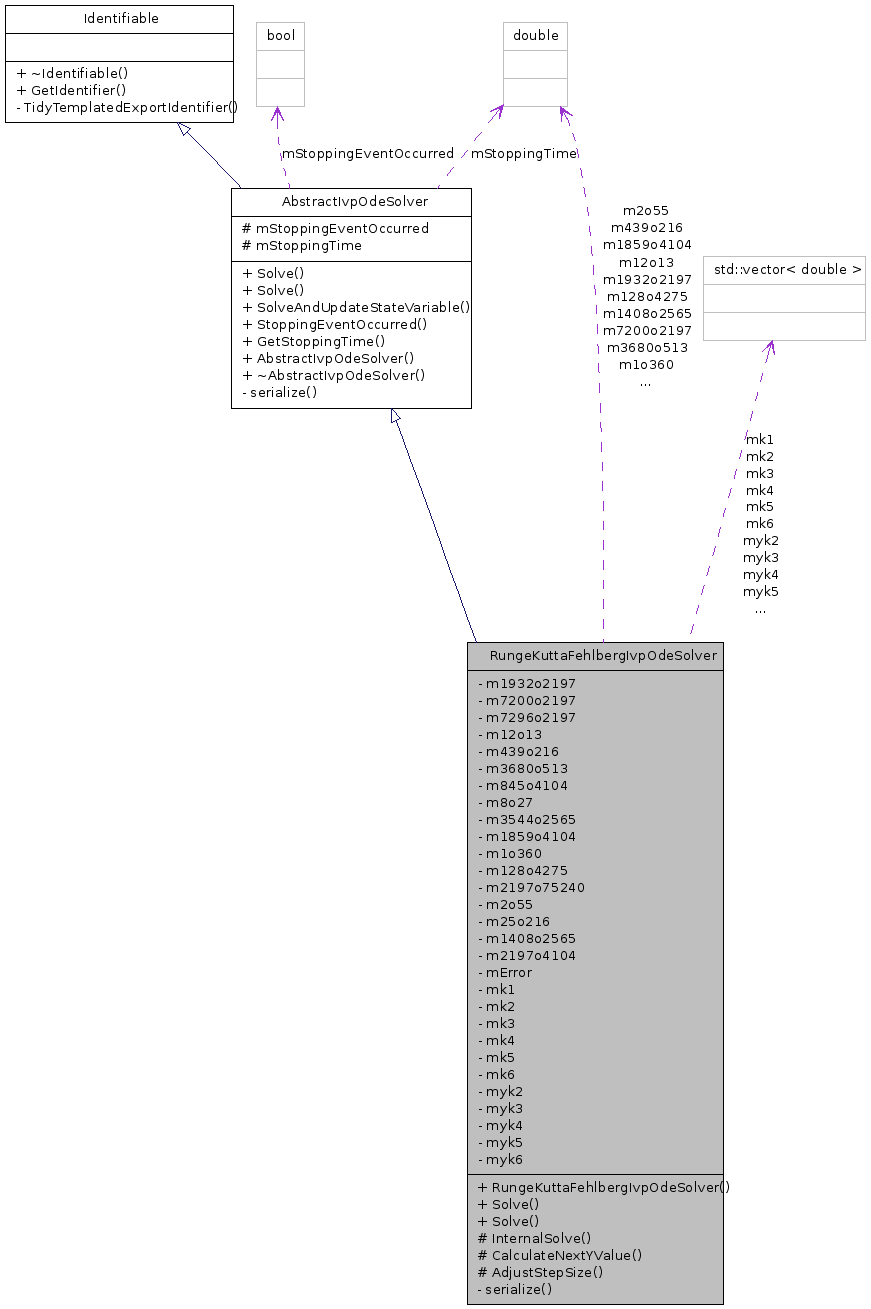 Identifiable
+ ~Identifiable()
+ GetIdentifier()
- TidyTemplatedExportIdentifier()
bool
double
mStoppingEventOccurred
mStoppingTime
AbstractIvpOdeSolver
# mStoppingEventOccurred
# mStoppingTime
+ Solve()
+ Solve()
+ SolveAndUpdateStateVariable()
+ StoppingEventOccurred()
+ GetStoppingTime()
+ AbstractIvpOdeSolver()
+ ~AbstractIvpOdeSolver()
- serialize()
m2o55
m439o216
m1859o4104
m12o13
m1932o2197
m128o4275
m1408o2565
m7200o2197
m3680o513
m1o360
...
std::vector< double >
mk1
mk2
mk3
mk4
mk5
mk6
myk2
myk3
myk4
myk5
...
RungeKuttaFehlbergIvpOdeSolver
- m1932o2197
- m7200o2197
- m7296o2197
- m12o13
- m439o216
- m3680o513
- m845o4104
- m8o27
- m3544o2565
- m1859o4104
- m1o360
- m128o4275
- m2197o75240
- m2o55
- m25o216
- m1408o2565
- m2197o4104
- mError
- mk1
- mk2
- mk3
- mk4
- mk5
- mk6
- myk2
- myk3
- myk4
- myk5
- myk6
+ RungeKuttaFehlbergIvpOdeSolver()
+ Solve()
+ Solve()
# InternalSolve()
# CalculateNextYValue()
# AdjustStepSize()
- serialize()